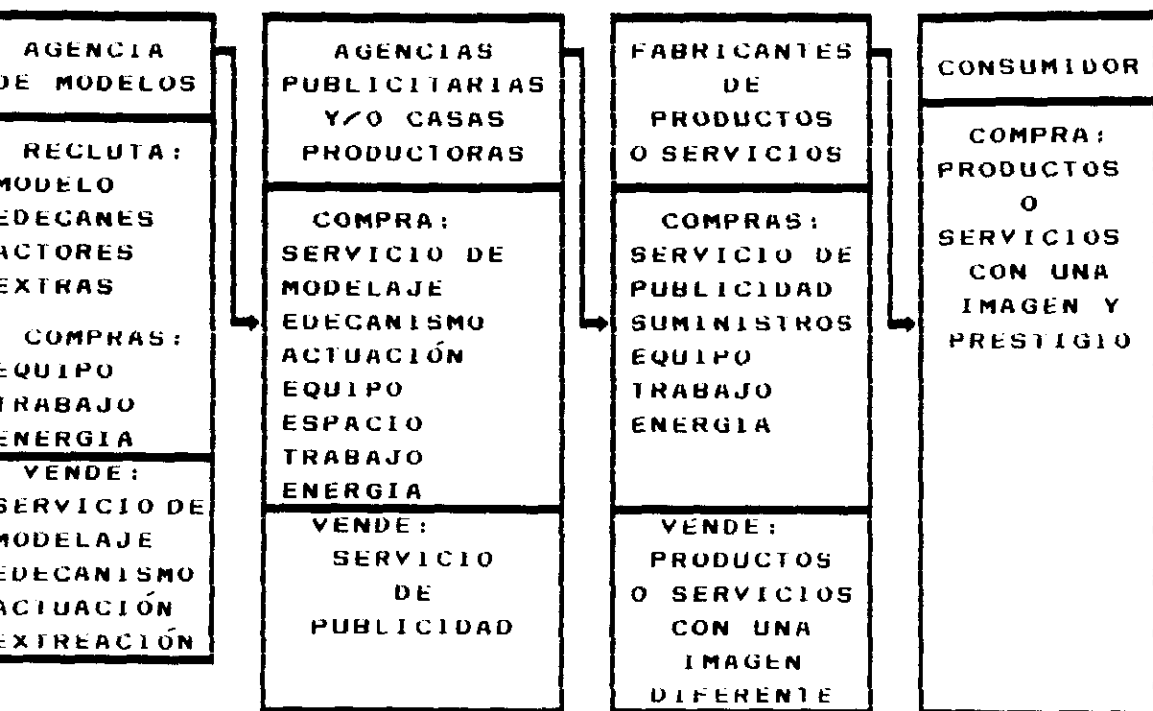 AGENCIA
DE MODELOS
RECLUTA:
MODELO
EDECANES
ACTORES
EXTRAS
COMPRAS:
EQUIPO
TRABAJO
ENERGIA
VENDE:
SERVICIO DE
MODELAJE
EDECANISMO
ACTUACIÓN
EXTREACIÓN
AGENCIAS
PUBLICITARIAS
Y/O CASAS
PRODUCTORAS
COMPRA:
SERVICIO DE
MODELAJE
EDECANISMO
ACTUACIÓN
EQUIPO
ESPACIO
TRABAJO
ENERGIA
VENDE:
SERVICIO
DE
PUBLICIDAD
FABRICANTES
DE
PRODUCTOS
O SERVICIOS
COMPRAS:
SERVICIO DE
PUBLICIDAD
SUMINISTROS
EQUIPO
TRABAJO
ENERGIA
VENDE:
PRODUCTOS
O SERVICIOS
CON UNA
IMAGEN
DIFERENTE
CONSUMIDOR
COMPRA:
PRODUCTOS
O
SERVICIOS
CON UNA
IMAGEN Y
PRESTIGIO